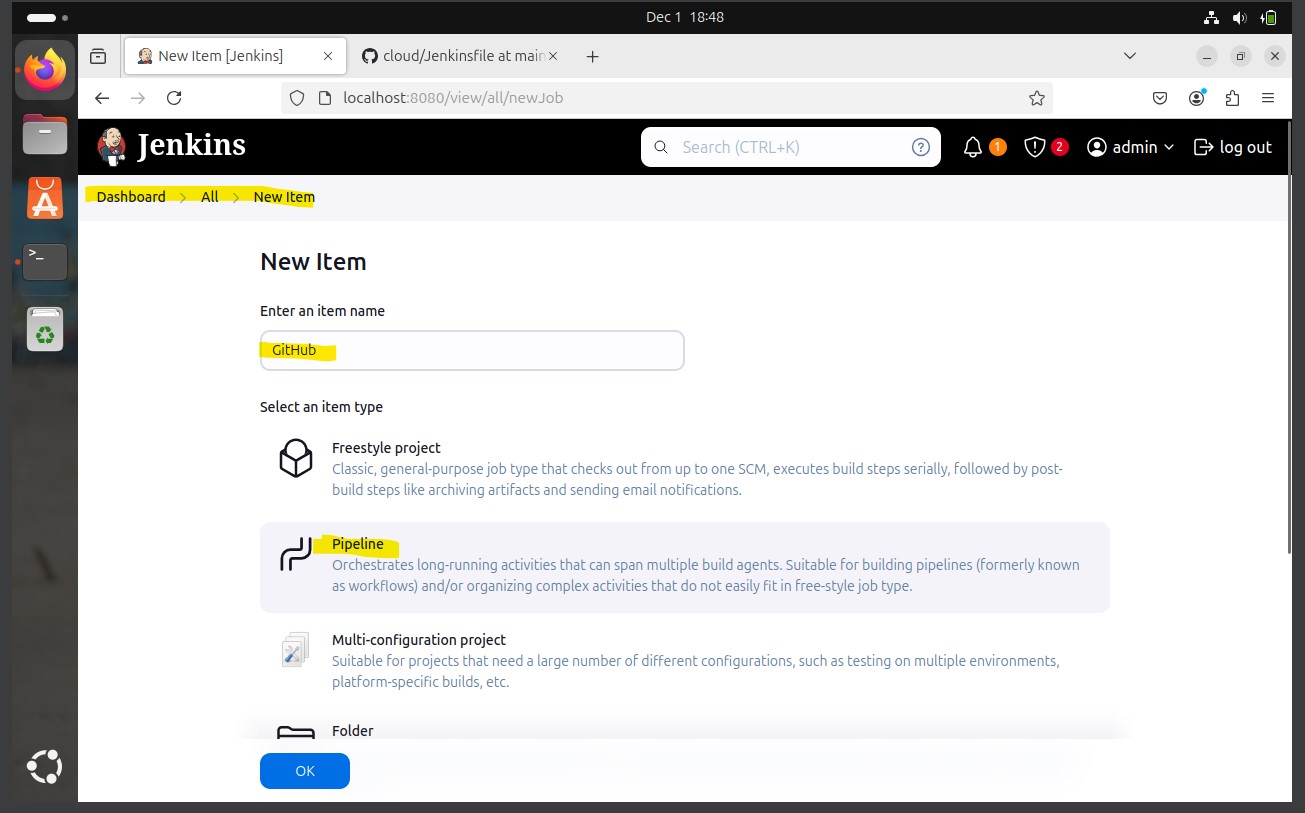 Dec 1 18:48
New Item [Jenkins]
cloud/Jenkinsfile at main
localhost:8080/view/all/newJob
Jenkins
Search (CTRL+K)
?
1
2
admin
log out
Dashboard > All > New Item
New Item
Enter an item name
GitHub
Select an item type
Freestyle project
Classic, general-purpose job type that checks out from up to one SCM, executes build steps serially, followed by post-
build steps like archiving artifacts and sending email notifications.
Pipeline
Orchestrates long-running activities that can span multiple build agents. Suitable for building pipelines (formerly known
as workflows) and/or organizing complex activities that do not easily fit in free-style job type.
Multi-configuration project
Suitable for projects that need a large number of different configurations, such as testing on multiple environments,
platform-specific builds, etc.
Folder
OK